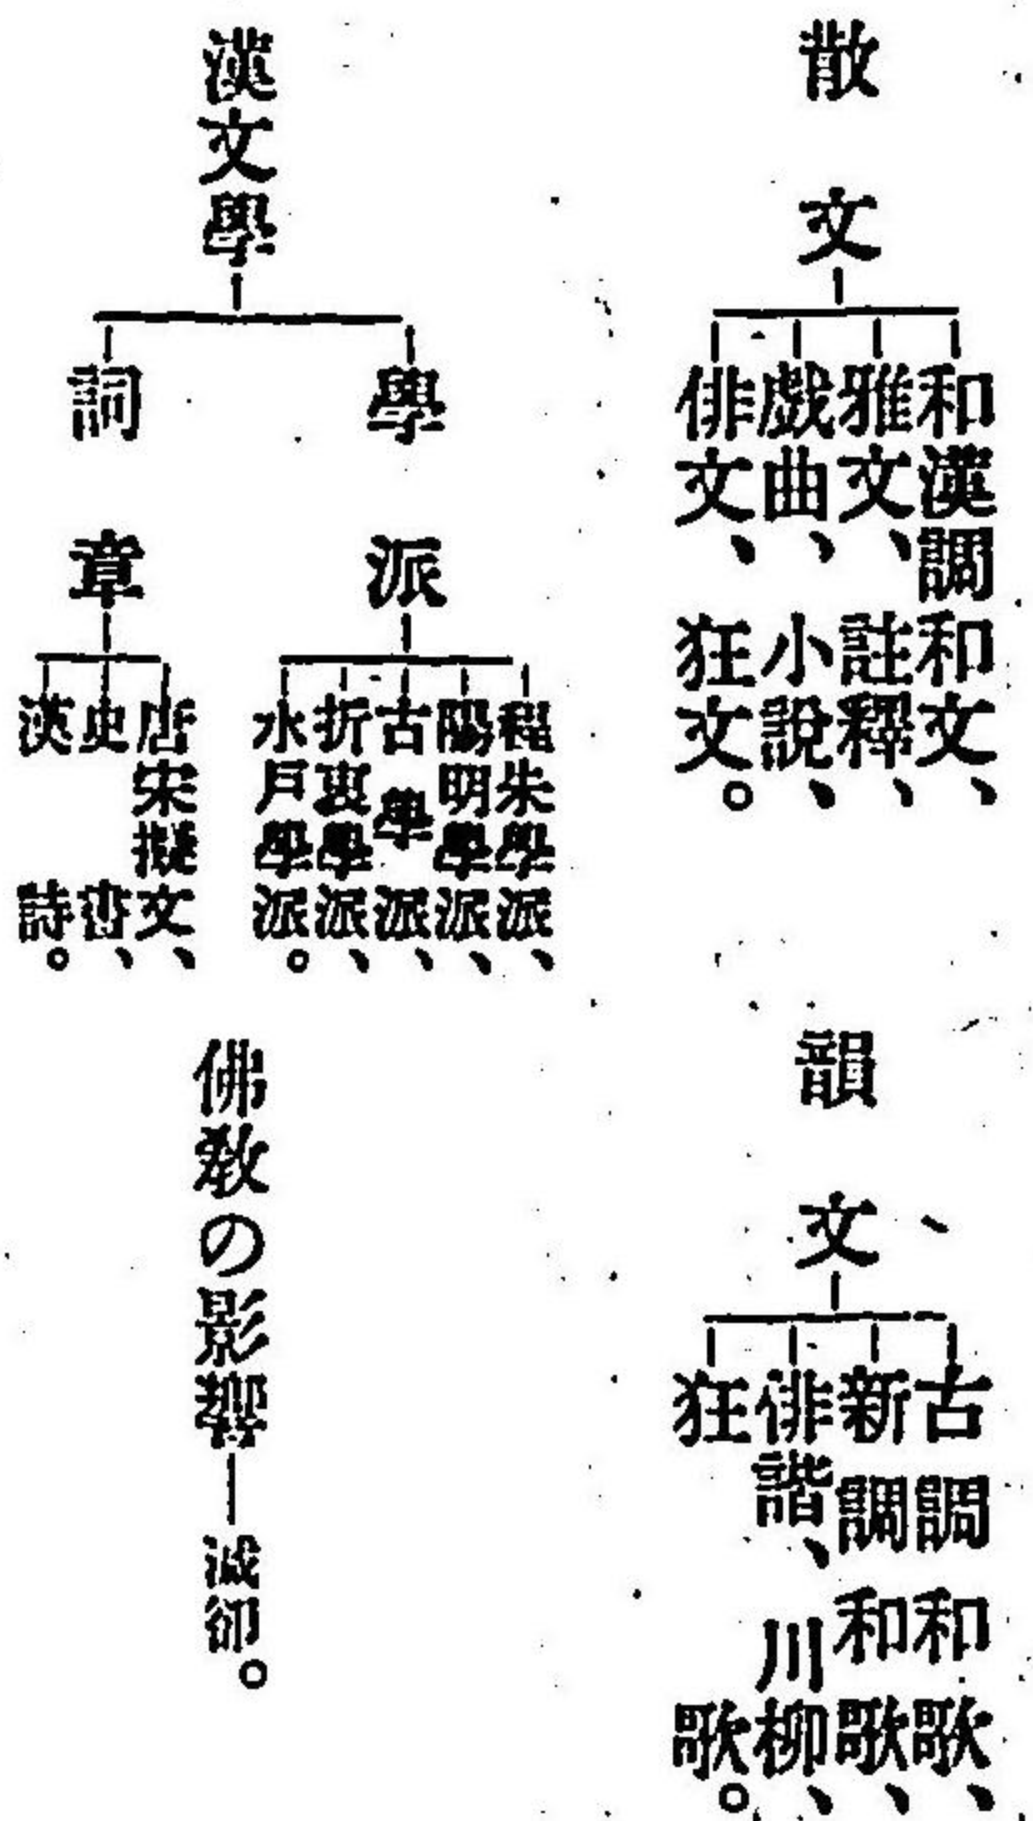 散文
和漢調和文、
雅文、註釋、
戲曲、小說、
俳文、狂文。
韻文
古調和歌、
新調和歌、
俳諧、川柳、
狂歌。
漢文學
學派
程朱學派、
陽明學派、
古學派、
折衷學派、
水戶學派。
詞章
唐宋擬文、
史書、
漢詩。
佛敎の影響―減卻。